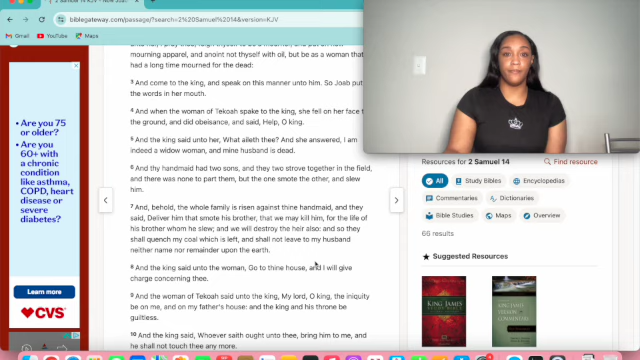 2 Samuel 14 KJV
biblegateway.com/passage/?search=2%20Samuel%2014&version=KJV
Gmail YouTube Maps
mourning apparel, and anoint not thyself with oil, but be as a woman that
had a long time mourned for the dead:
3 And come to the king, and speak on this manner unto him. So Joab put
the words in her mouth.
4 And when the woman of Tekoah spake to the king, she fell on her face
the ground, and did obeisance, and said, Help, O king.
5 And the king said unto her, What aileth thee? And she answered, I am
indeed a widow woman, and mine husband is dead.
6 And thy handmaid had two sons, and they two strove together in the field,
and there was none to part them, but the one smote the other, and slew
him.
7 And, behold, the whole family is risen against thine handmaid, and they
said, Deliver him that smote his brother, that we may kill him, for the life of
his brother whom he slew; and we will destroy the heir also: and so they
shall quench my coal which is left, and shall not leave to my husband
neither name nor remainder upon the earth.
8 And the king said unto the woman, Go to thine house, and I will give
charge concerning thee.
9 And the woman of Tekoah said unto the king, My lord, O king, the iniquity
be on me, and on my father's house: and the king and his throne be
guiltless.
10 And the king said, Whoever saith ought unto thee, bring him to me, and
he shall not touch thee any more.
• Are you 75
or older?
• Are you
60+ with a
chronic
condition
like asthma,
COPD, heart
disease or
severe
diabetes?
Learn more
CVS
Resources for 2 Samuel 14 Find resource
All Study Bibles Encyclopedias
Commentaries Dictionaries
Bible Studies Maps Overview
66 results
Suggested Resources
KING JAMES
KING JAMES
VERSION
COMMENTARY